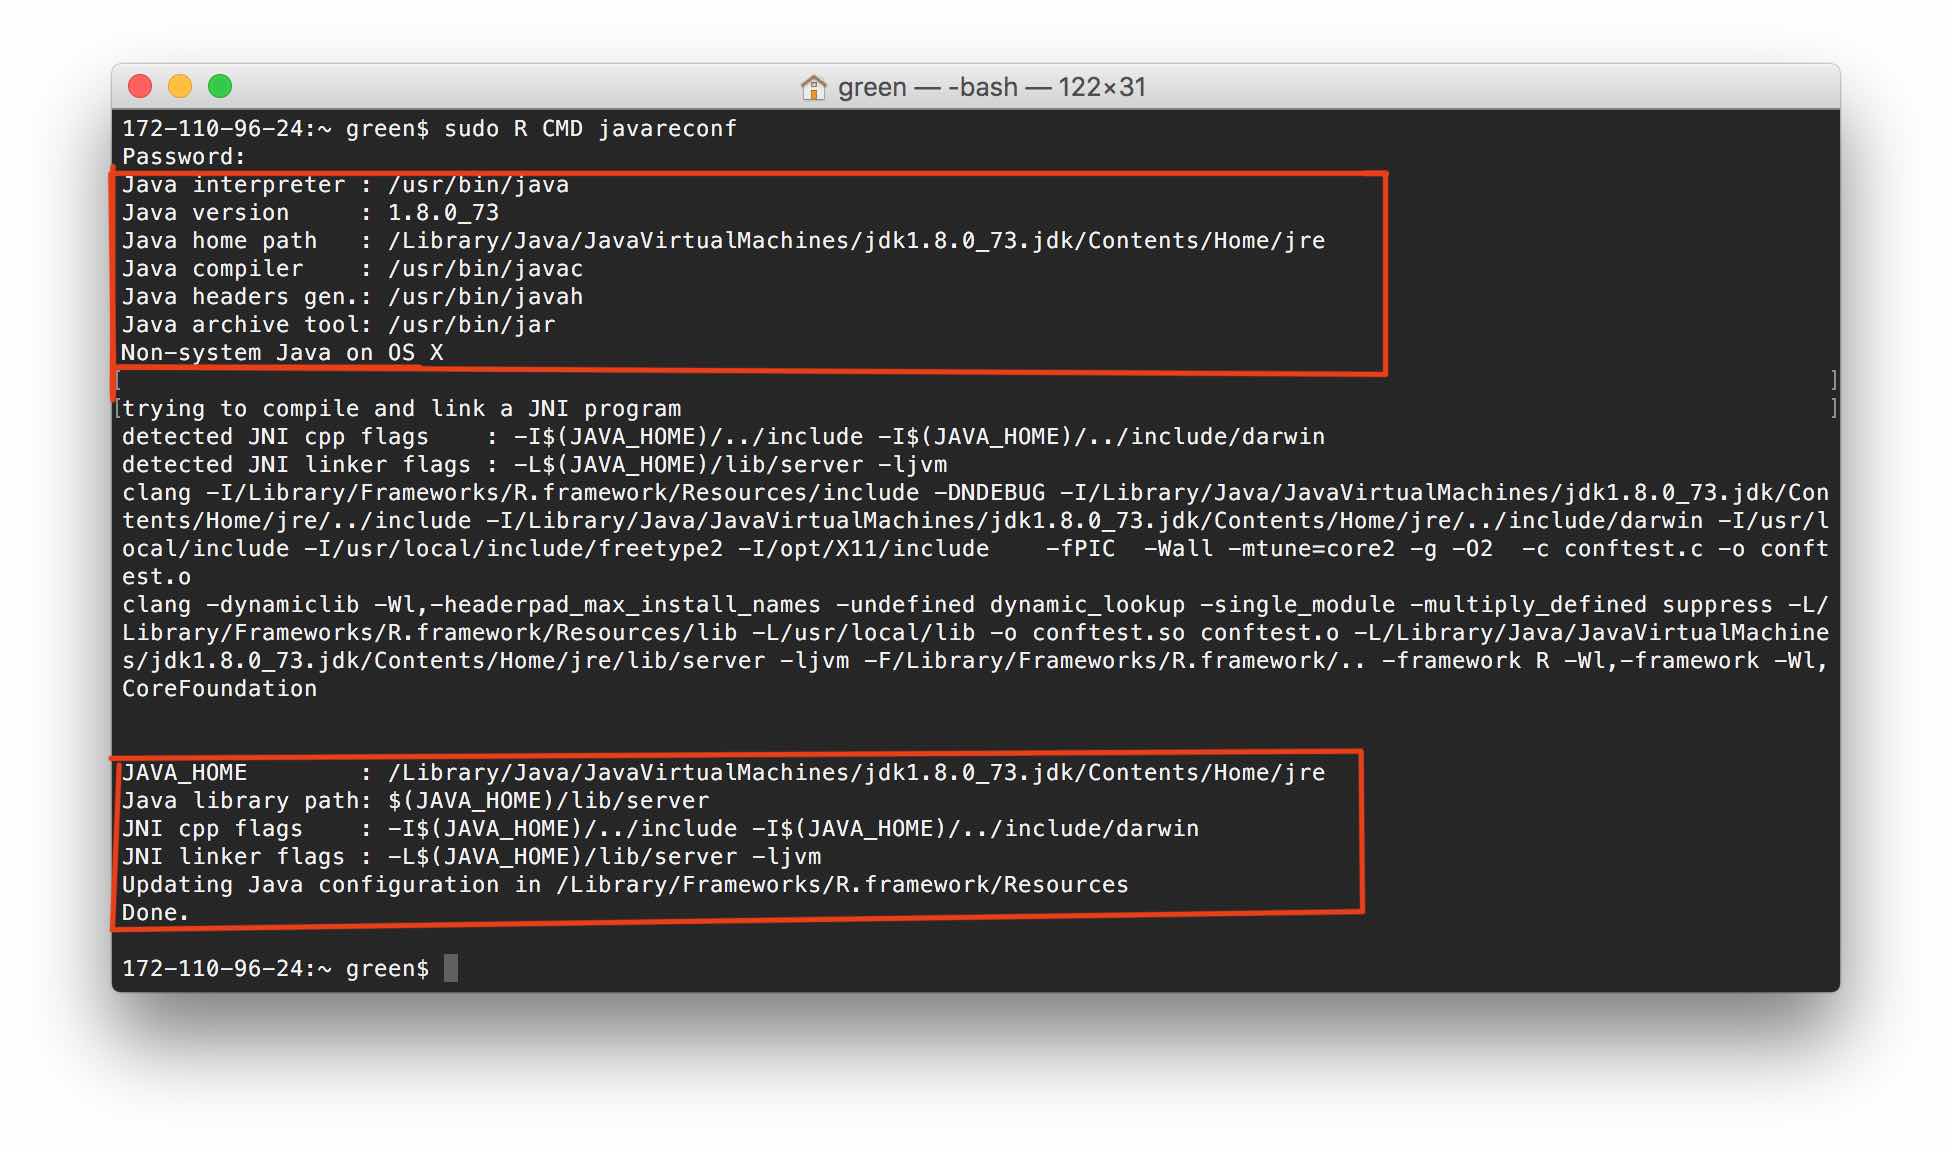 green — -bash — 122×31
172-110-96-24:~ green$ sudo R CMD javareconf
Password:
Java interpreter : /usr/bin/java
Java version     : 1.8.0_73
Java home path   : /Library/Java/JavaVirtualMachines/jdk1.8.0_73.jdk/Contents/Home/jre
Java compiler    : /usr/bin/javac
Java headers gen.: /usr/bin/javah
Java archive tool: /usr/bin/jar
Non-system Java on OS X
[ ]
[trying to compile and link a JNI program ]
detected JNI cpp flags    : -I$(JAVA_HOME)/../include -I$(JAVA_HOME)/../include/darwin
detected JNI linker flags : -L$(JAVA_HOME)/lib/server -ljvm
clang -I/Library/Frameworks/R.framework/Resources/include -DNDEBUG -I/Library/Java/JavaVirtualMachines/jdk1.8.0_73.jdk/Con
tents/Home/jre/../include -I/Library/Java/JavaVirtualMachines/jdk1.8.0_73.jdk/Contents/Home/jre/../include/darwin -I/usr/l
ocal/include -I/usr/local/include/freetype2 -I/opt/X11/include    -fPIC  -Wall -mtune=core2 -g -O2  -c conftest.c -o conft
est.o
clang -dynamiclib -Wl,-headerpad_max_install_names -undefined dynamic_lookup -single_module -multiply_defined suppress -L/
Library/Frameworks/R.framework/Resources/lib -L/usr/local/lib -o conftest.so conftest.o -L/Library/Java/JavaVirtualMachine
s/jdk1.8.0_73.jdk/Contents/Home/jre/lib/server -ljvm -F/Library/Frameworks/R.framework/.. -framework R -Wl,-framework -Wl,
CoreFoundation
JAVA_HOME        : /Library/Java/JavaVirtualMachines/jdk1.8.0_73.jdk/Contents/Home/jre
Java library path: $(JAVA_HOME)/lib/server
JNI cpp flags    : -I$(JAVA_HOME)/../include -I$(JAVA_HOME)/../include/darwin
JNI linker flags : -L$(JAVA_HOME)/lib/server -ljvm
Updating Java configuration in /Library/Frameworks/R.framework/Resources
Done.
172-110-96-24:~ green$